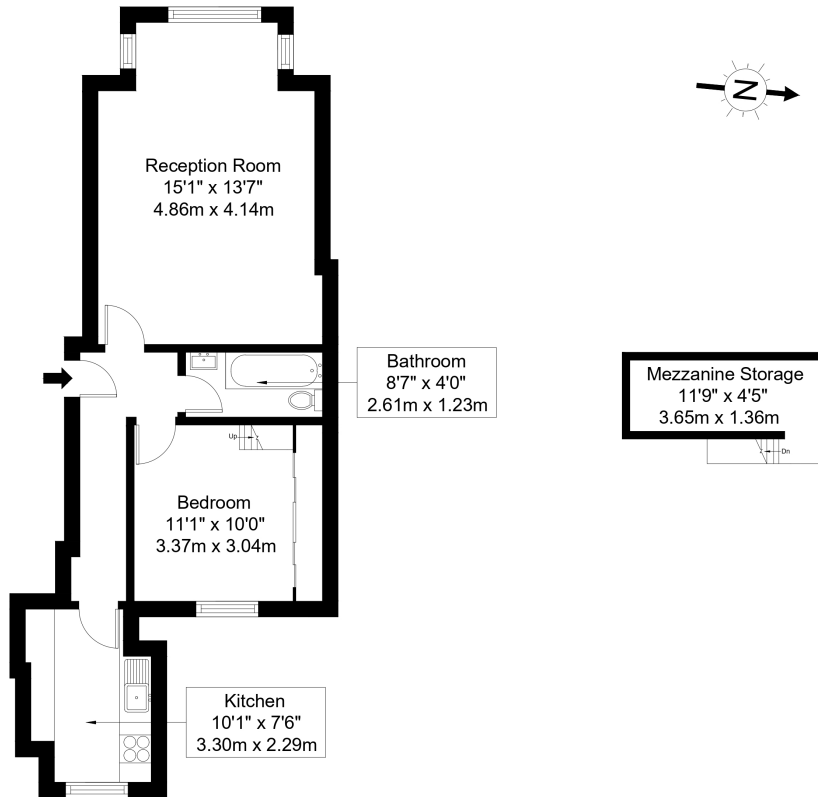 N
Reception Room
15'1" x 13'7"
4.86m x 4.14m
Bathroom
8'7" x 4'0"
2.61m x 1.23m
Mezzanine Storage
11'9" x 4'5"
3.65m x 1.36m
Dn
Up
Bedroom
11'1" x 10'0"
3.37m x 3.04m
Kitchen
10'1" x 7'6"
3.30m x 2.29m